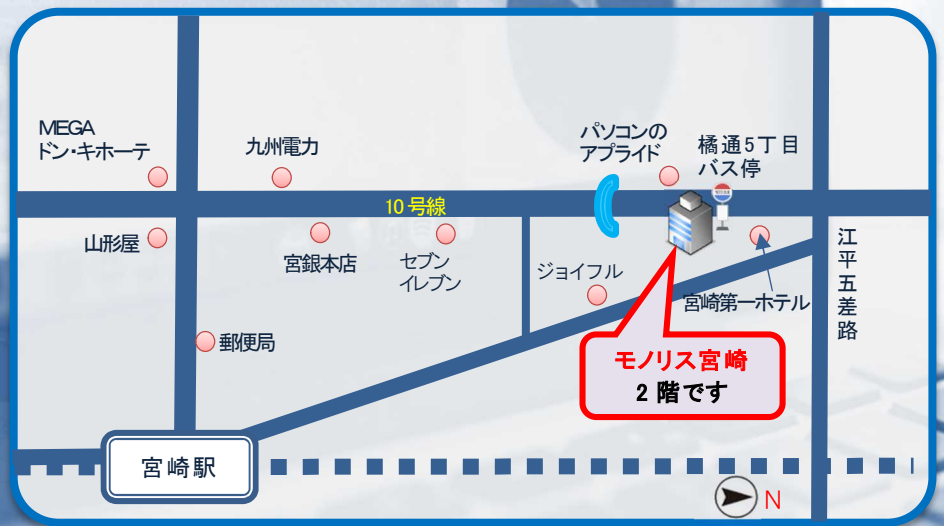 MEGA
ドン・キホーテ
九州電力
パソコンの
アプライド
橘通5丁目
バス停
10号線
山形屋
宮銀本店
セブン
イレブン
ジョイフル
宮崎第一ホテル
江平五差路
郵便局
モノリス宮崎
2階です
宮崎駅
N